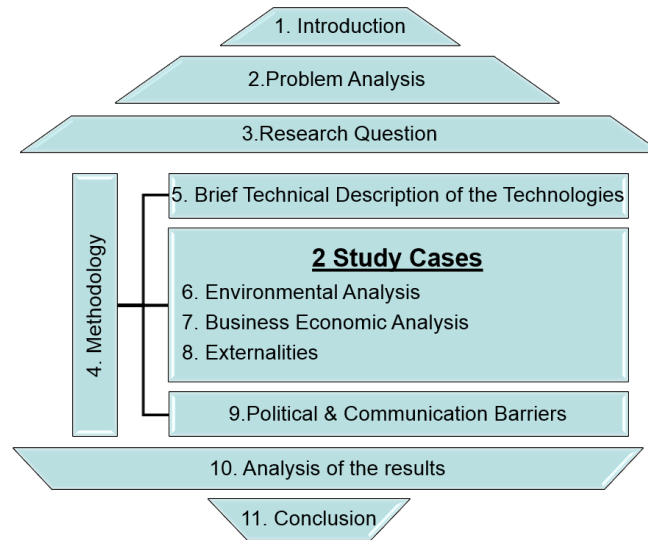 1. Introduction
2.Problem Analysis
3.Research Question
4. Methodology
5. Brief Technical Description of the Technologies
2 Study Cases
6. Environmental Analysis
7. Business Economic Analysis
8. Externalities
9.Political & Communication Barriers
10. Analysis of the results
11. Conclusion